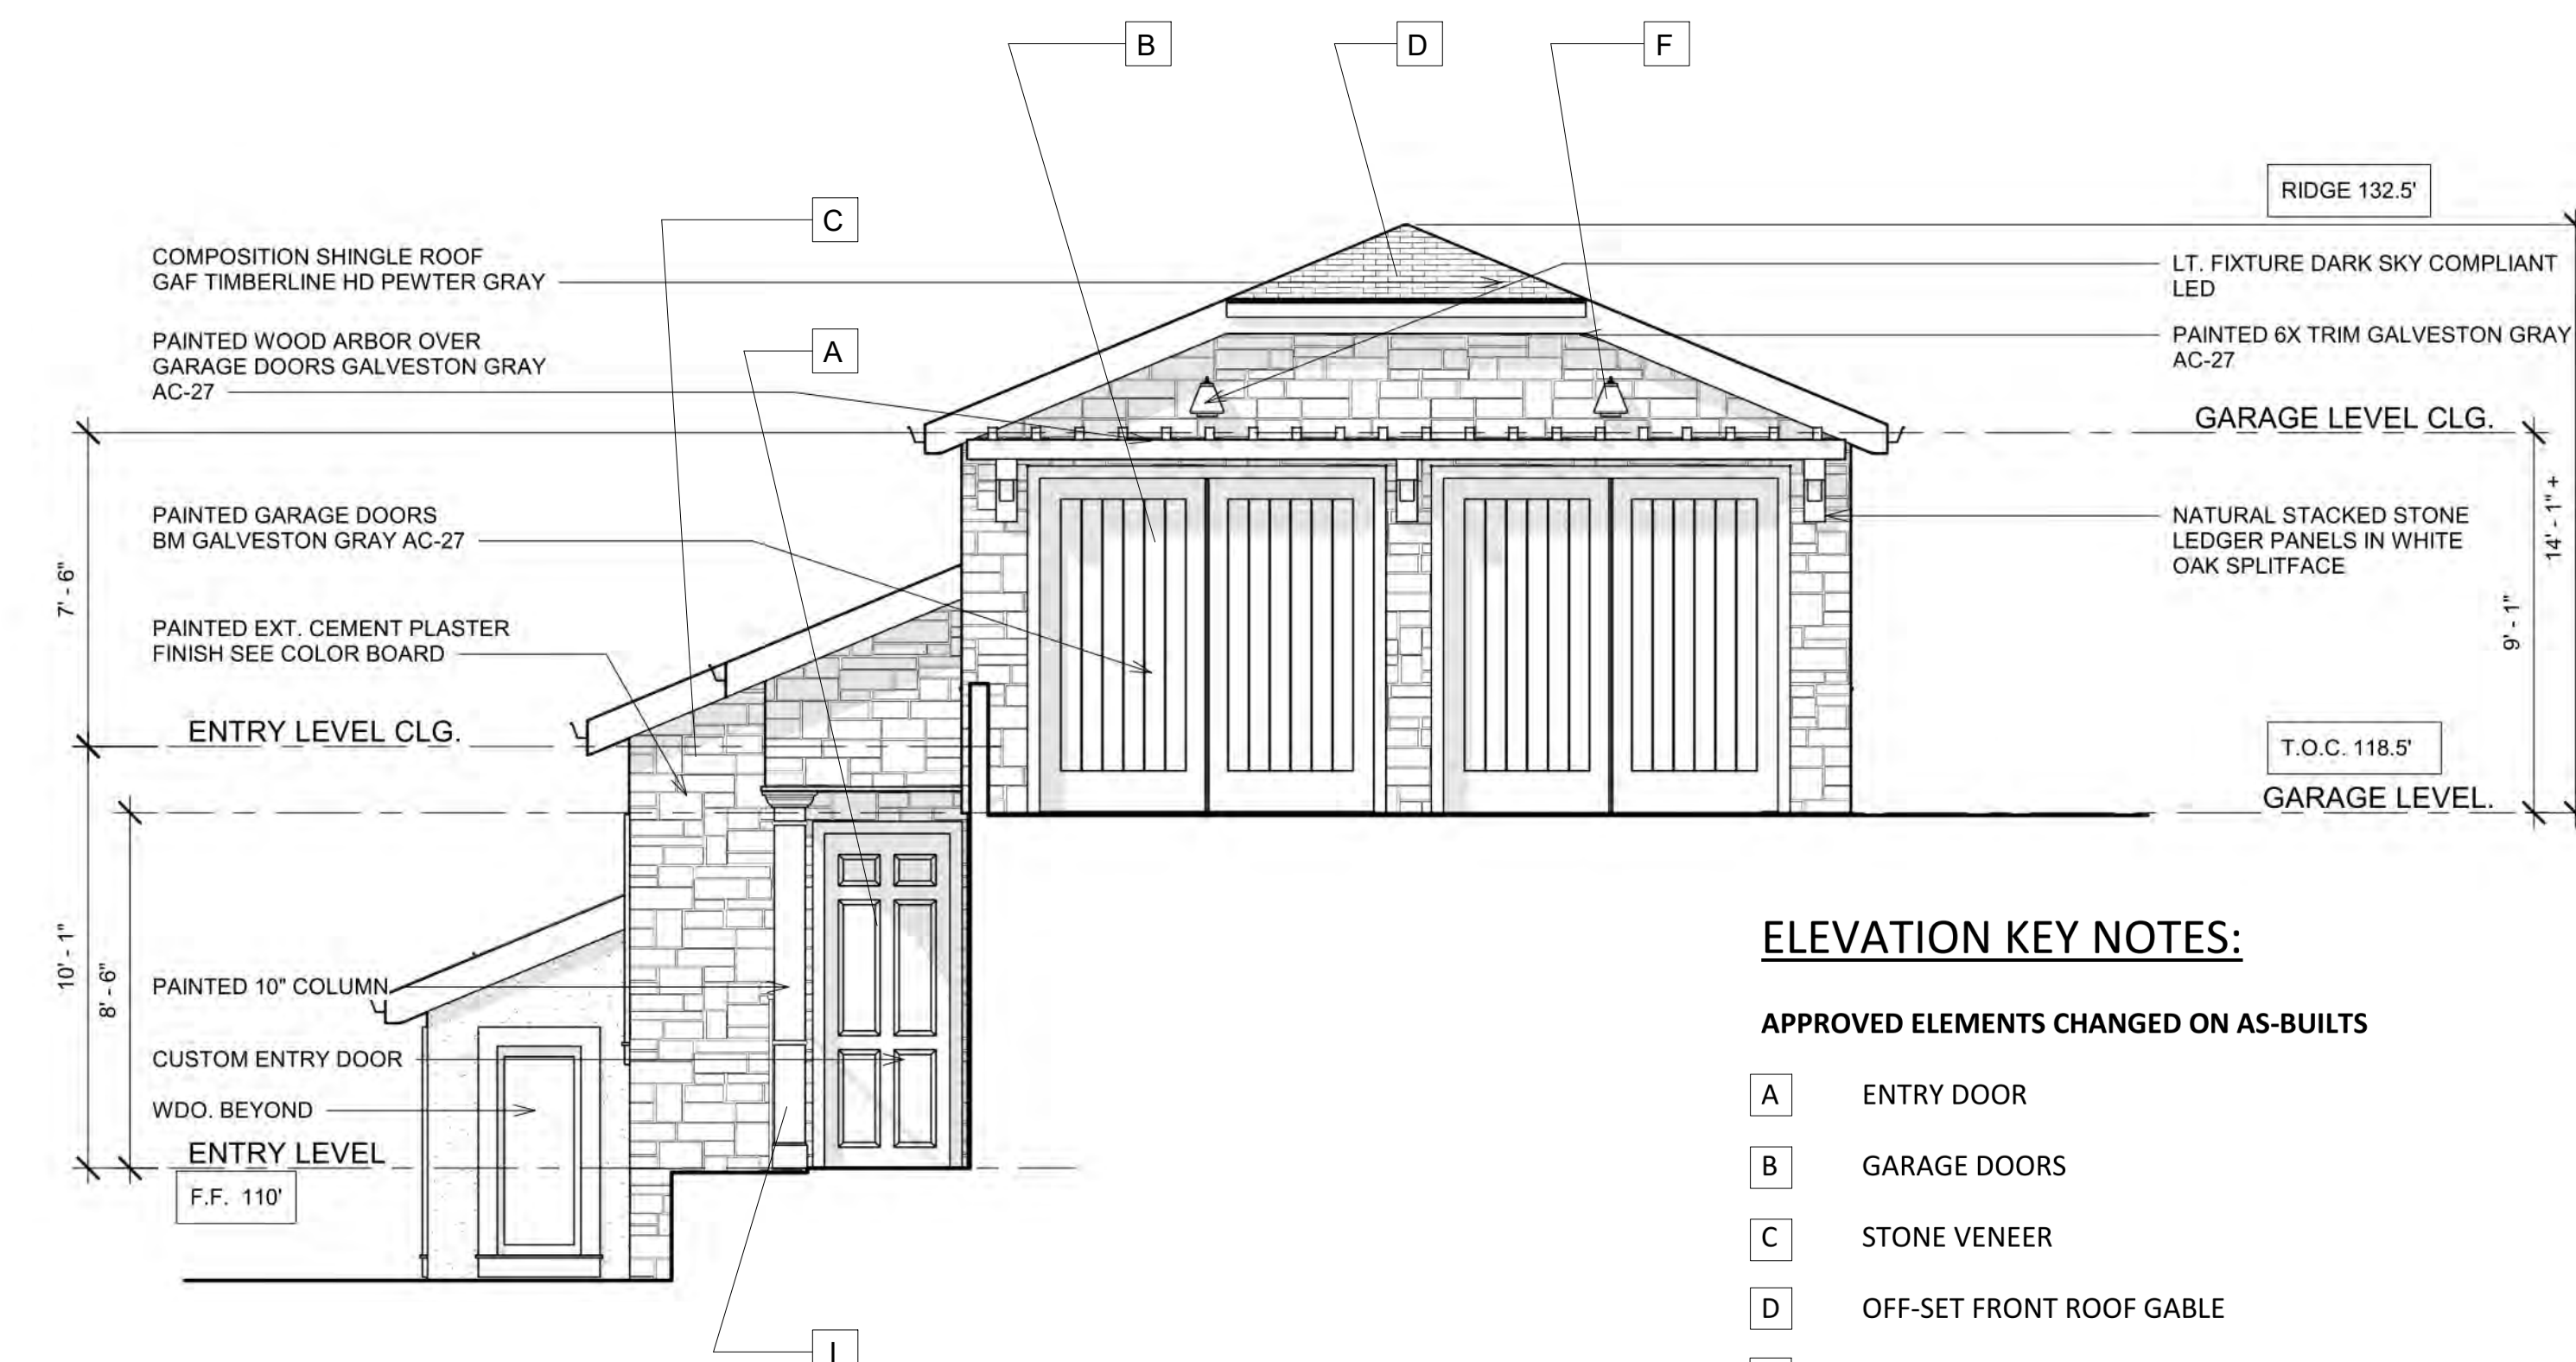 B
D
F
C
A
RIDGE 132.5'
COMPOSITION SHINGLE ROOF
GAF TIMBERLINE HD PEWTER GRAY
LT. FIXTURE DARK SKY COMPLIANT
LED
PAINTED WOOD ARBOR OVER
GARAGE DOORS GALVESTON GRAY
AC-27
PAINTED 6X TRIM GALVESTON GRAY
AC-27
GARAGE LEVEL CLG.
PAINTED GARAGE DOORS
BM GALVESTON GRAY AC-27
NATURAL STACKED STONE
LEDGER PANELS IN WHITE
OAK SPLITFACE
14' - 1" +
9' - 1"
7' - 6"
PAINTED EXT. CEMENT PLASTER
FINISH SEE COLOR BOARD
ENTRY LEVEL CLG.
T.O.C. 118.5'
GARAGE LEVEL.
10' - 1"
8' - 6"
PAINTED 10" COLUMN
CUSTOM ENTRY DOOR
WDO. BEYOND
ENTRY LEVEL
F.F. 110'
ELEVATION KEY NOTES:
APPROVED ELEMENTS CHANGED ON AS-BUILTS
A ENTRY DOOR
B GARAGE DOORS
C STONE VENEER
D OFF-SET FRONT ROOF GABLE